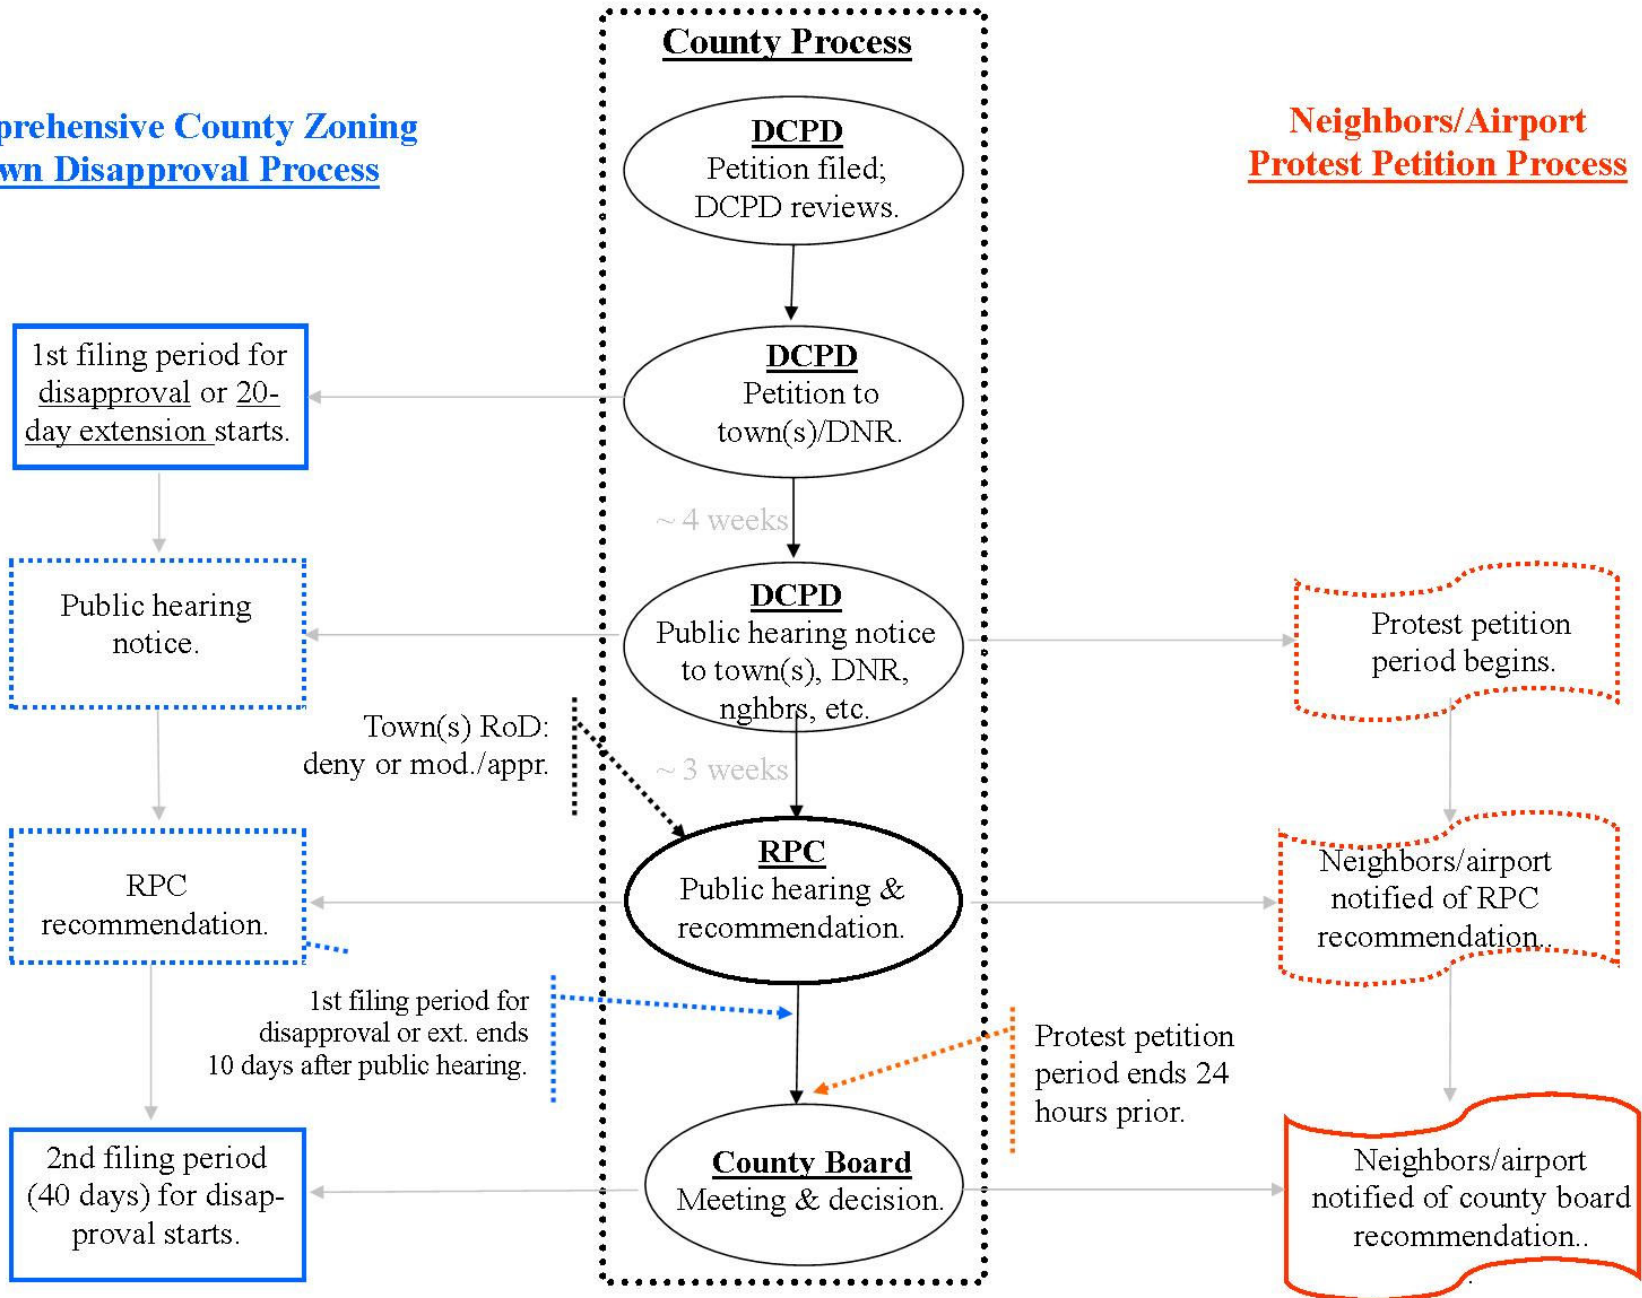 County Process
prehensive County Zoning
wn Disapproval Process
Neighbors/Airport
Protest Petition Process
DCPD
Petition filed;
DCPD reviews.
1st filing period for
disapproval or 20-
day extension starts.
DCPD
Petition to
town(s)/DNR.
~ 4 weeks
Public hearing
notice.
DCPD
Public hearing notice
to town(s), DNR,
nghbrs, etc.
Protest petition
period begins.
Town(s) RoD:
deny or mod./appr.
~ 3 weeks
RPC
recommendation.
RPC
Public hearing &
recommendation.
Neighbors/airport
notified of RPC
recommendation..
1st filing period for
disapproval or ext. ends
10 days after public hearing.
Protest petition
period ends 24
hours prior.
2nd filing period
(40 days) for disap-
proval starts.
County Board
Meeting & decision.
Neighbors/airport
notified of county board
recommendation..
.